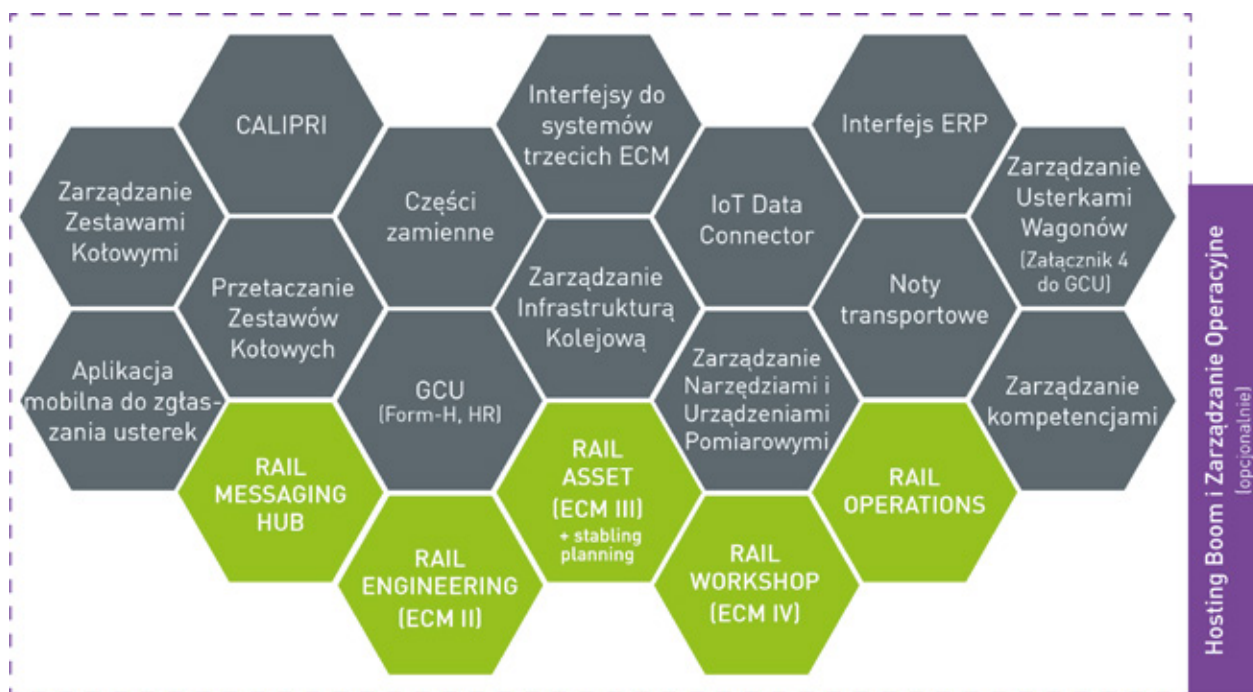 CALIPRI
Interfejsy do
systemów
trzecich ECM
Interfejs ERP
Zarządzanie
Zestawami
Kołowymi
Części
zamienne
IoT Data
Connector
Zarządzanie
Usterkami
Wagonów
(Załącznik 4
do GCU)
Przetaczanie
Zestawów
Kołowych
Zarządzanie
Infrastrukturą
Kolejową
Noty
transportowe
Aplikacja
mobilna do zgłas-
zania usterek
GCU
(Form-H, HR)
Zarządzanie
Narzędziami i
Urządzeniami
Pomiarowymi
Zarządzanie
kompetencjami
RAIL
MESSAGING
HUB
RAIL
ASSET
(ECM III)
+ stabling
planning
RAIL
OPERATIONS
RAIL
ENGINEERING
(ECM II)
RAIL
WORKSHOP
(ECM IV)
Hosting Boom i Zarządzanie Operacyjne
(opcjonalnie)